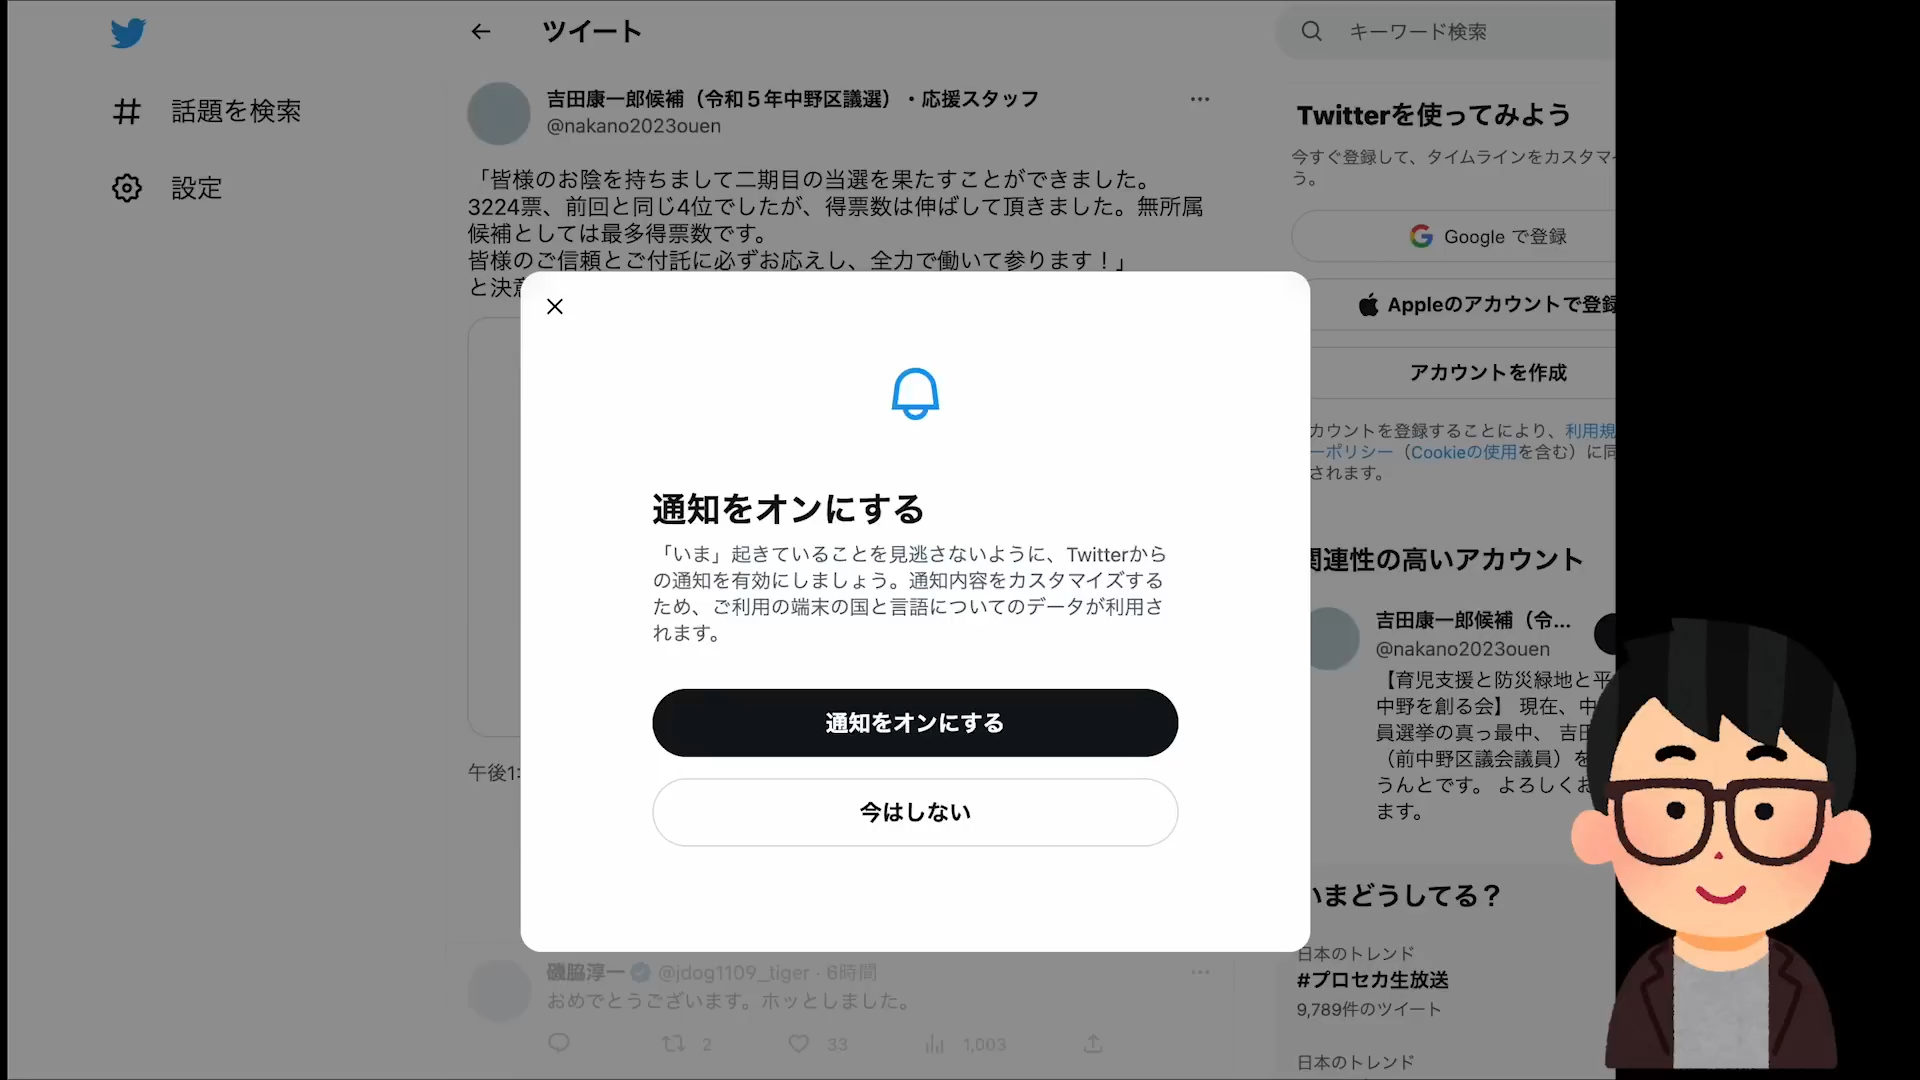 話題を検索
設定
ツイート
吉田康一郎候補（令和５年中野区議選）・応援スタッフ
@nakano2023ouen
「皆様のお陰を持ちまして二期目の当選を果たすことができました。
3224票、前回と同じ4位でしたが、得票数は伸ばして頂きました。無所属
候補としては最多得票数です。
皆様のご信頼とご付託に必ずお応えし、全力で働いて参ります！」
と決意
午後1:
通知をオンにする
「いま」起きていることを見逃さないように、Twitterから
の通知を有効にしましょう。通知内容をカスタマイズする
ため、ご利用の端末の国と言語についてのデータが利用さ
れます。
通知をオンにする
今はしない
磯脇淳一 @jdog1109_tiger · 6時間
おめでとうございます。ホッとしました。
2 33 1,003
キーワード検索
Twitterを使ってみよう
今すぐ登録して、タイムラインをカスタマイ
う。
Google で登録
Appleのアカウントで登録
アカウントを作成
カウントを登録することにより、利用規
ーポリシー（Cookieの使用を含む）に同
されます。
関連性の高いアカウント
吉田康一郎候補（令...
@nakano2023ouen
【育児支援と防災緑地と平
中野を創る会】 現在、中
員選挙の真っ最中、 吉田
（前中野区議会議員）を
うんとです。 よろしくお
ます。
いまどうしてる？
日本のトレンド
#プロセカ生放送
9,789件のツイート
日本のトレンド